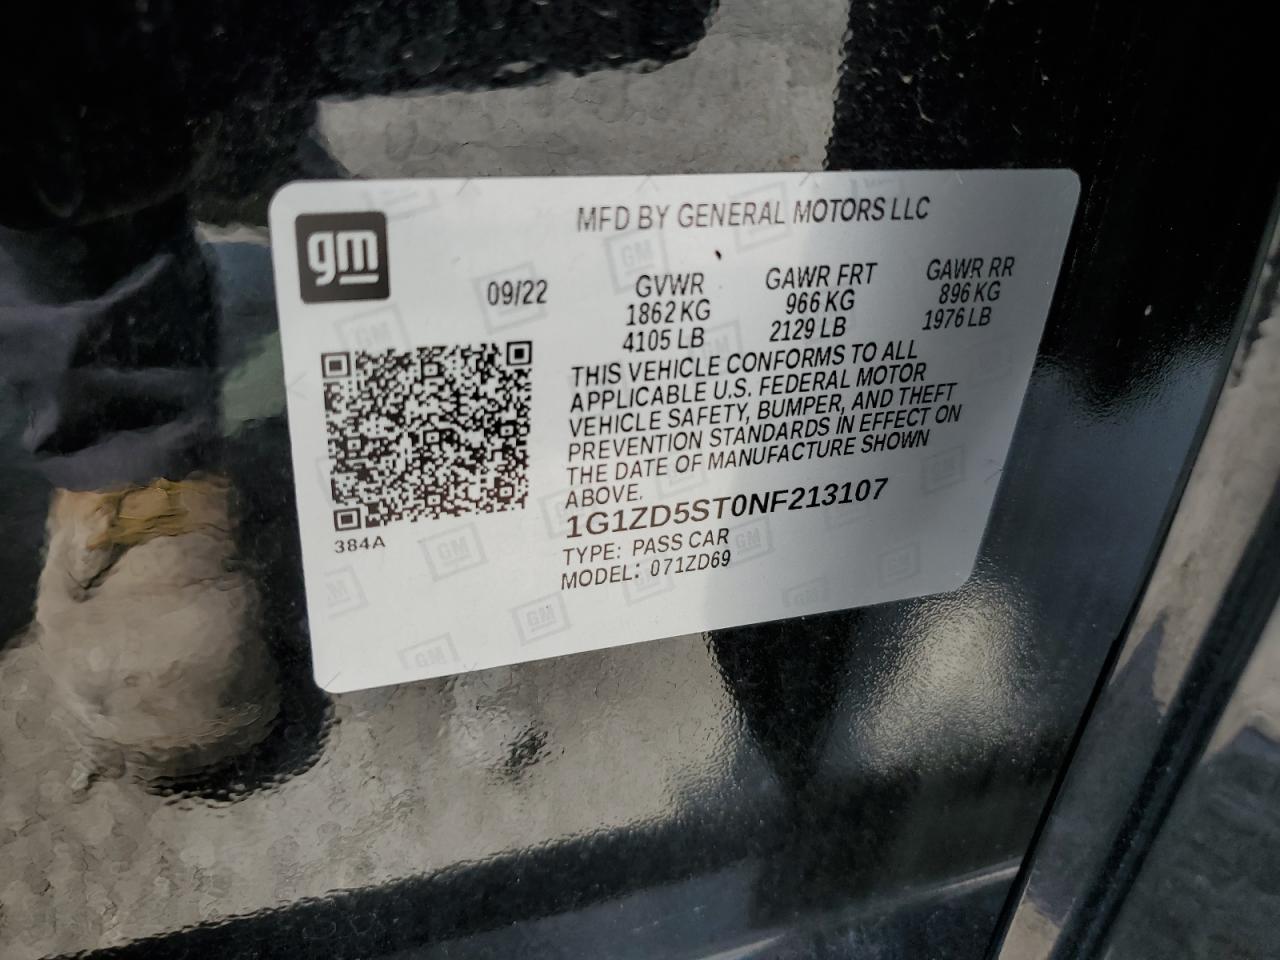 gm
MFD BY GENERAL MOTORS LLC
09/22
GVWR
1862 KG
4105 LB
GAWR FRT
966 KG
2129 LB
GAWR RR
896 KG
1976 LB
THIS VEHICLE CONFORMS TO ALL
APPLICABLE U.S. FEDERAL MOTOR
VEHICLE SAFETY, BUMPER, AND THEFT
PREVENTION STANDARDS IN EFFECT ON
THE DATE OF MANUFACTURE SHOWN
ABOVE.
1G1ZD5ST0NF213107
TYPE: PASS CAR
MODEL: 071ZD69
384A